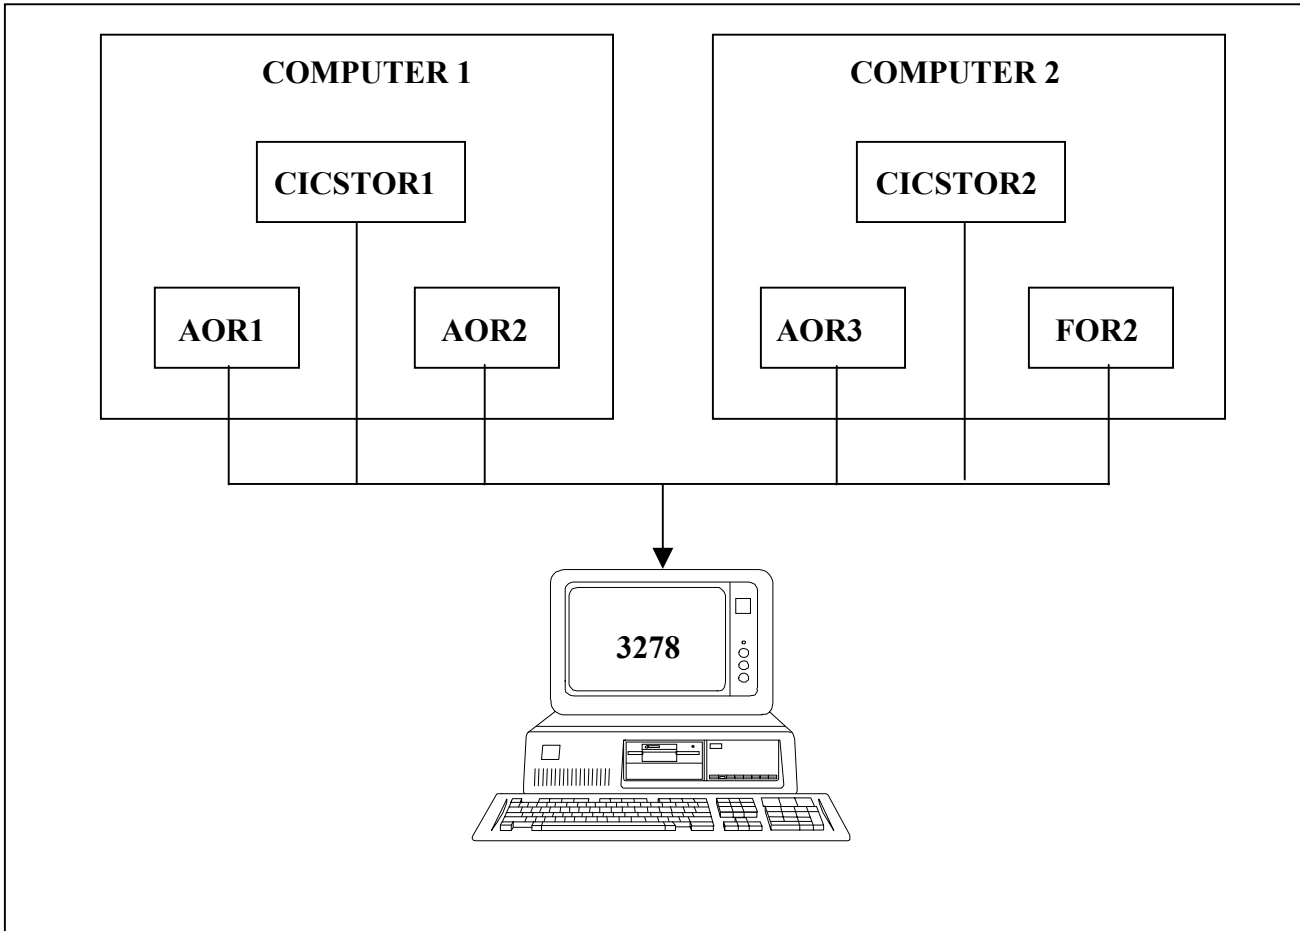 COMPUTER 1
COMPUTER 2
CICSTOR1
CICSTOR2
AOR1
AOR2
AOR3
FOR2
3278